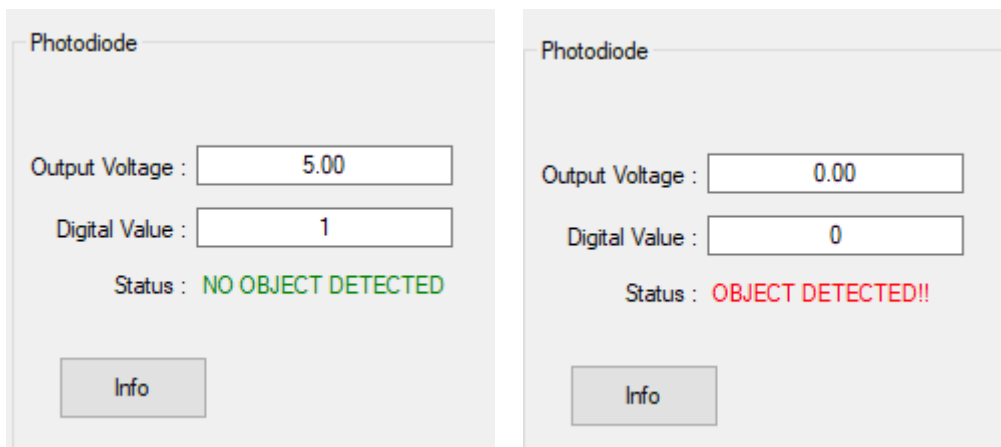 Photodiode
Output Voltage : 5.00
Digital Value : 1
Status : NO OBJECT DETECTED
Info
Photodiode
Output Voltage : 0.00
Digital Value : 0
Status : OBJECT DETECTED!!
Info